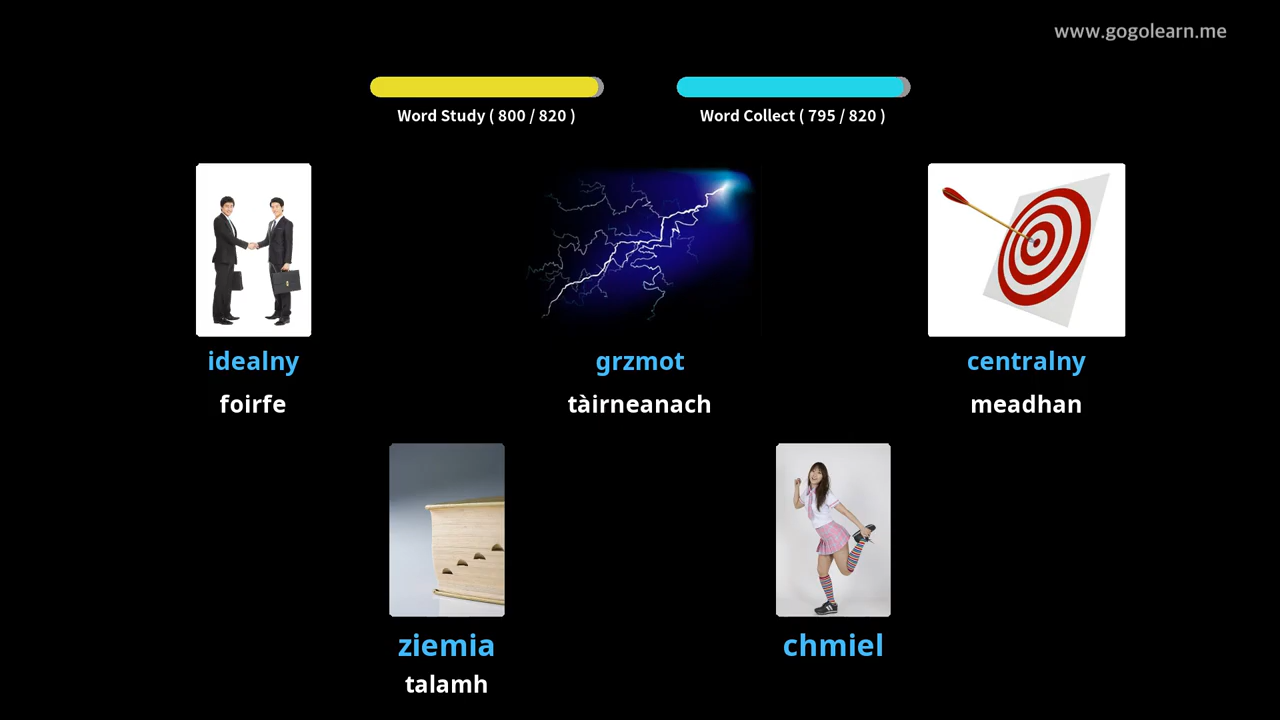 www.gogolearn.me
Word Study ( 800 / 820 )
Word Collect ( 795 / 820 )
idealny
grzmot
centralny
foirfe
tàirneanach
meadhan
ziemia
chmiel
talamh